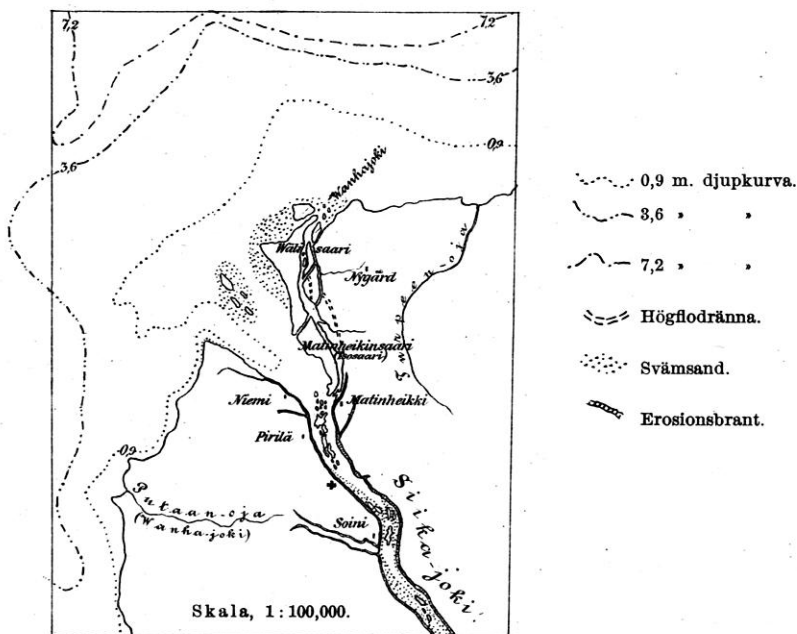 7,2
7,2
3,6
0,9
3,6
Wanhajoki
Nygård
Matinheikinsaari
(Isosaari)
Niemi
Matinheikki
Pirilä
0,9
Putaan-oja
(Wanha-joki)
Soini
Siika-joki
Skala, 1:100,000.
0,9 m. djupkurva.
3,6 » »
7,2 » »
Högflodränna.
Svämsand.
Erosionsbrant.